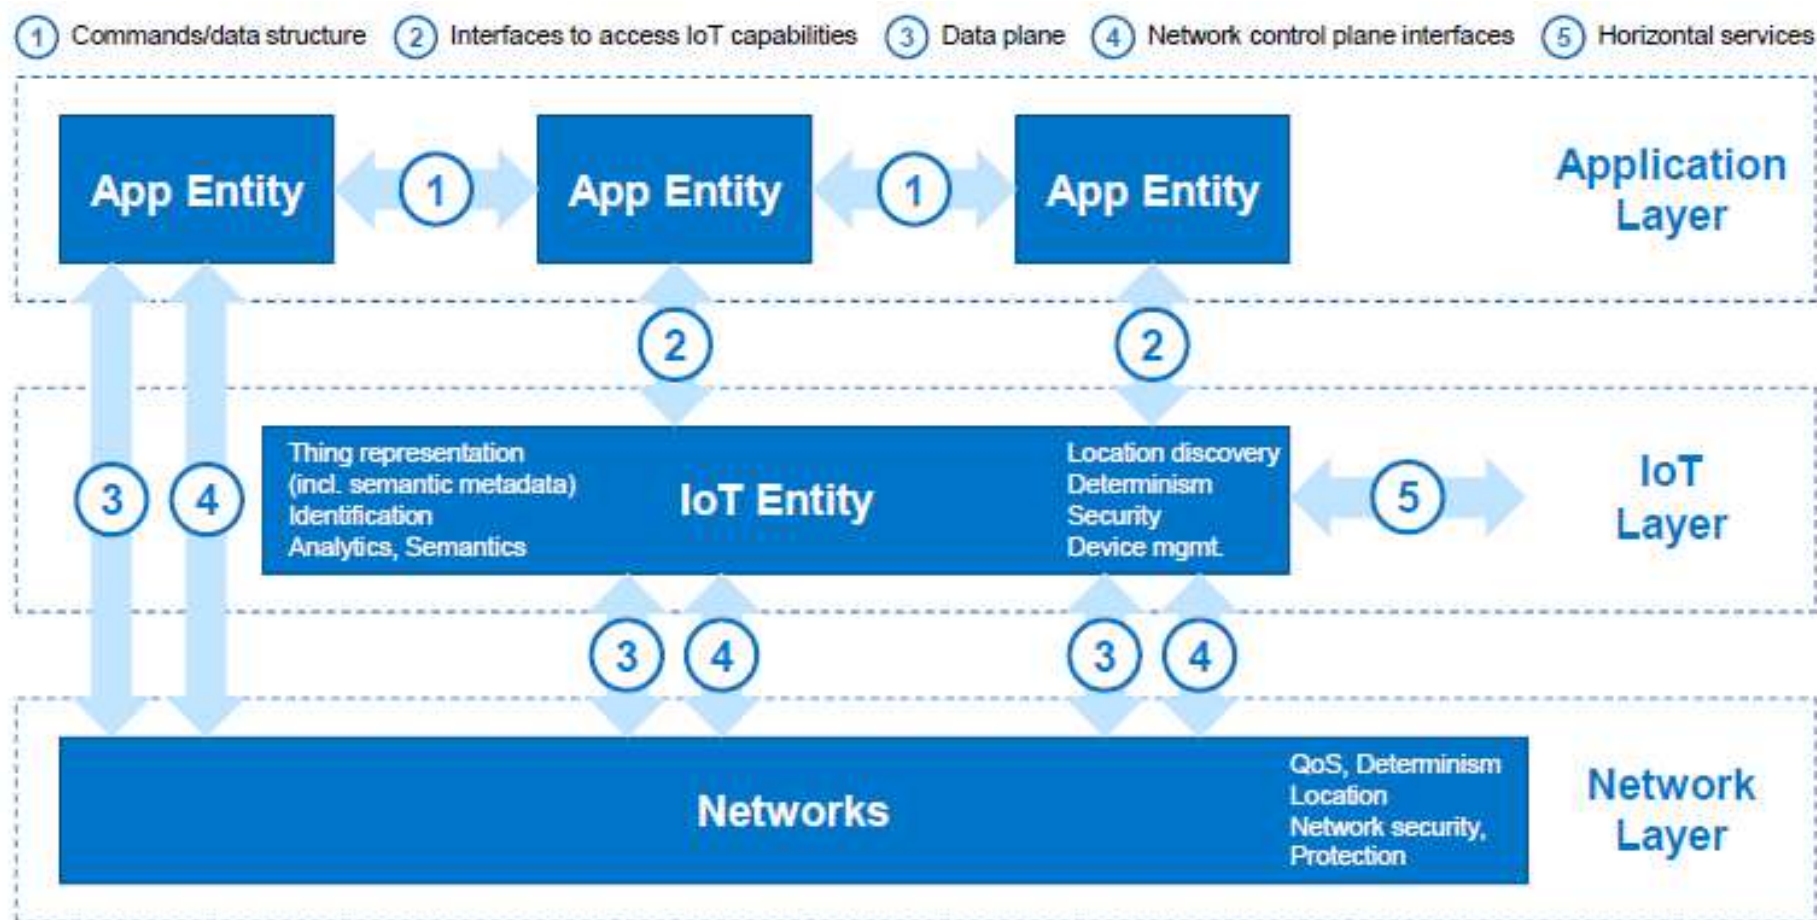 1 Commands/data structure 2 Interfaces to access IoT capabilities 3 Data plane 4 Network control plane interfaces 5 Horizontal services
App Entity 1 App Entity 1 App Entity
Application
Layer
2 2
3 4
Thing representation
(incl. semantic metadata)
Identification
Analytics, Semantics
IoT Entity
Location discovery
Determinism
Security
Device mgmt.
5
IoT
Layer
3 4 3 4
Networks
QoS, Determinism
Location
Network security,
Protection
Network
Layer